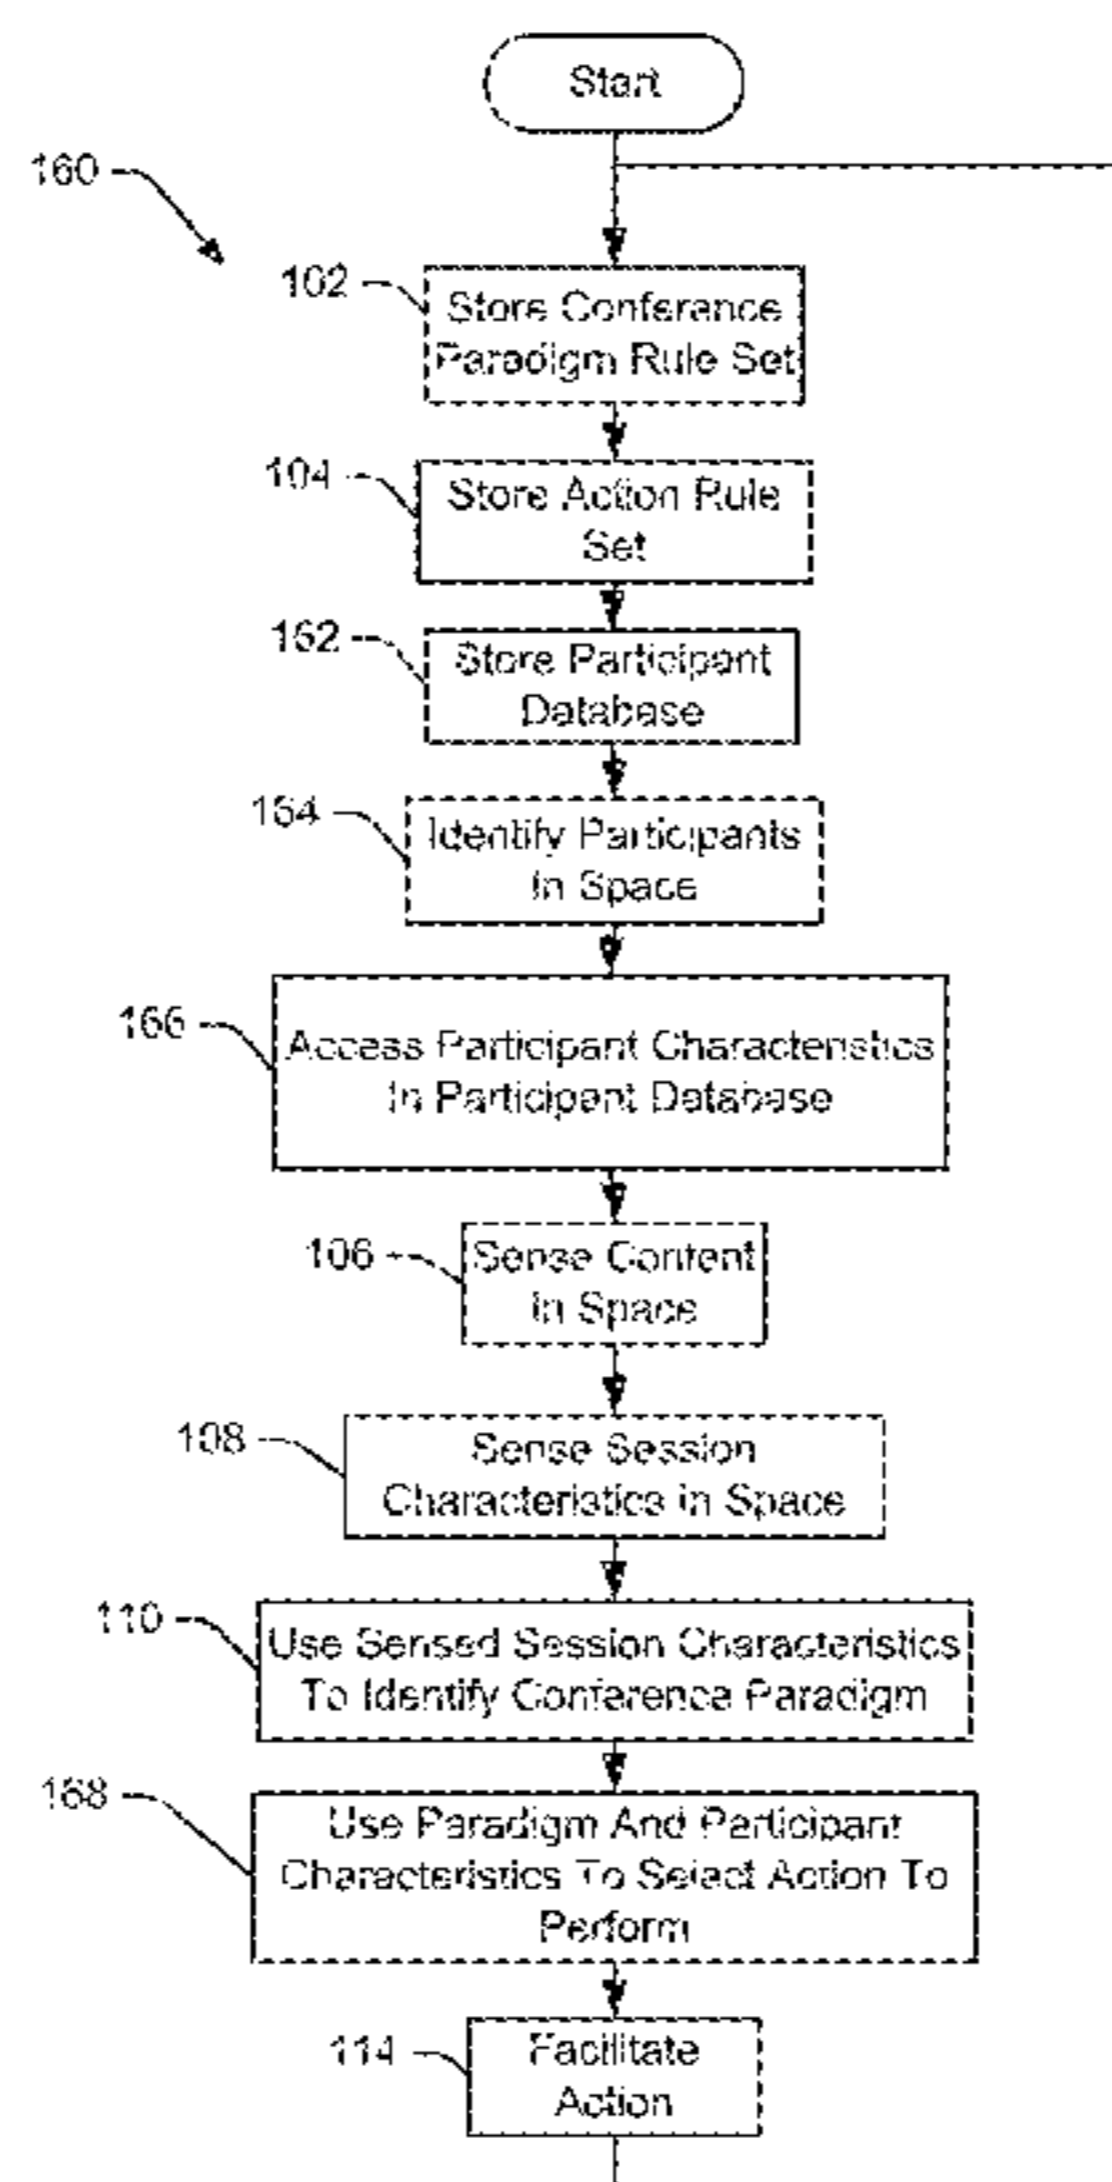 Start
160
102
Store Conference
Paradigm Rule Set
104
Store Action Rule
Set
162
Store Participant
Database
164
Identify Participants
In Space
166
Access Participant Characteristics
In Participant Database
106
Sense Content
In Space
108
Sense Session
Characteristics in Space
110
Use Sensed Session Characteristics
To Identify Conference Paradigm
168
Use Paradigm And Participant
Characteristics To Select Action To
Perform
114
Facilitate
Action